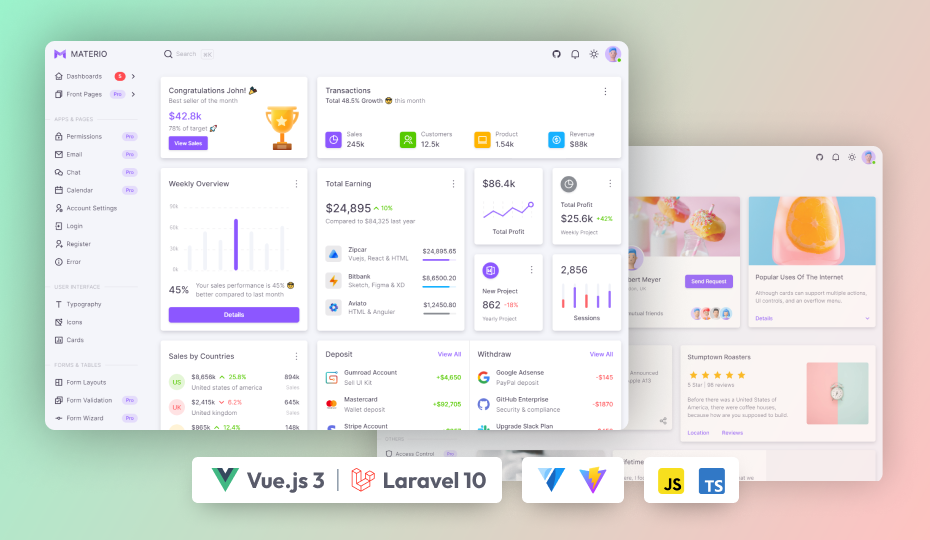 MATERIO
Search
⌘K
Dashboards
5
Front Pages
Pro
APPS & PAGES
Permissions
Pro
Email
Pro
Chat
Pro
Calendar
Pro
Account Settings
Login
Register
Error
USER INTERFACE
Typography
Icons
Cards
FORMS & TABLES
Form Layouts
Form Validation
Pro
Form Wizard
Pro
Congratulations John! 🎉
Best seller of the month
$42.8k
78% of target 🚀
View Sales
Transactions
Total 48.5% Growth 😎 this month
Sales
245k
Customers
12.5k
Product
1.54k
Revenue
$88k
Weekly Overview
90k
60k
30k
0k
45%
Your sales performance is 45% 😎
better compared to last month
Details
Total Earning
$24,895
10%
Compared to $84,325 last year
Zipcar
Vuejs, React & HTML
$24,895.65
Bitbank
Sketch, Figma & XD
$8,6500.20
Aviato
HTML & Angular
$1,2450.80
$86.4k
Total Profit
Total Profit
$25.6k
+42%
Weekly Project
New Project
862
-18%
Yearly Project
2,856
Sessions
Sales by Countries
US
$8,656k
25.8%
United states of america
894k
Sales
UK
$2,415k
6.2%
United kingdom
645k
Sales
$865k
12.4%
148k
Deposit
View All
Gumroad Account
Sell UI Kit
+$4,650
Mastercard
Wallet deposit
+$92,705
Stripe Account
Withdraw
View All
Google Adsense
PayPal deposit
-$145
GitHub Enterprise
Security & compliance
-$1870
Upgrade Slack Plan
bert Meyer
Send Request
utual friends
Popular Uses Of The Internet
Although cards can support multiple actions,
UI controls, and an overflow menu.
Details
Announced
Apple A13
Stumptown Roasters
5 Star | 98 reviews
Before there was a United States of
America, there were coffee houses,
because how are you supposed to build.
Location
Reviews
Access Control
Pro
ifetime
Vue.js 3 | Laravel 10
JS
TS